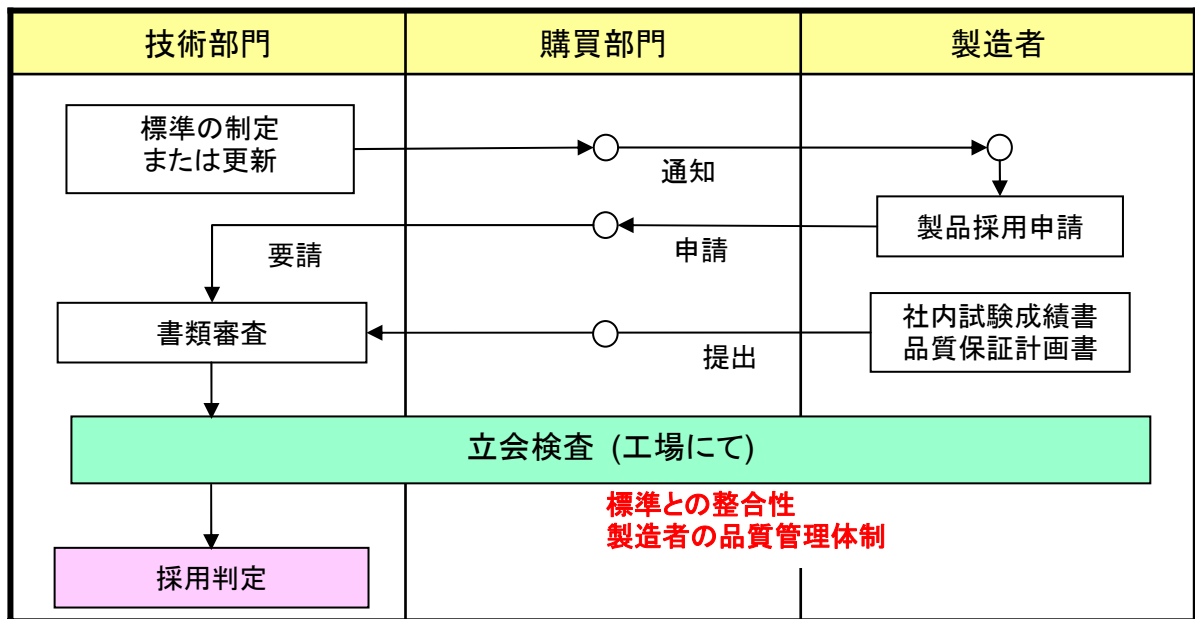 技術部門
購買部門
製造者
標準の制定
または更新
通知
製品採用申請
申請
要請
社内試験成績書
品質保証計画書
書類審査
提出
立会検査 (工場にて)
標準との整合性
製造者の品質管理体制
採用判定